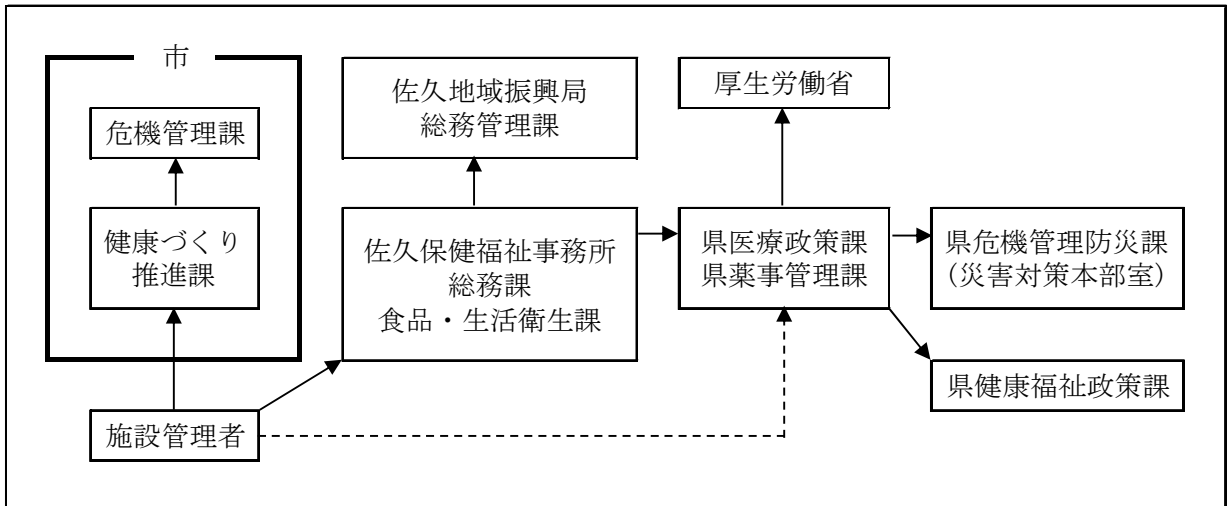 市
危機管理課
健康づくり
推進課
施設管理者
佐久地域振興局
総務管理課
佐久保健福祉事務所
総務課
食品・生活衛生課
厚生労働省
県医療政策課
県薬事管理課
県危機管理防災課
(災害対策本部室)
県健康福祉政策課